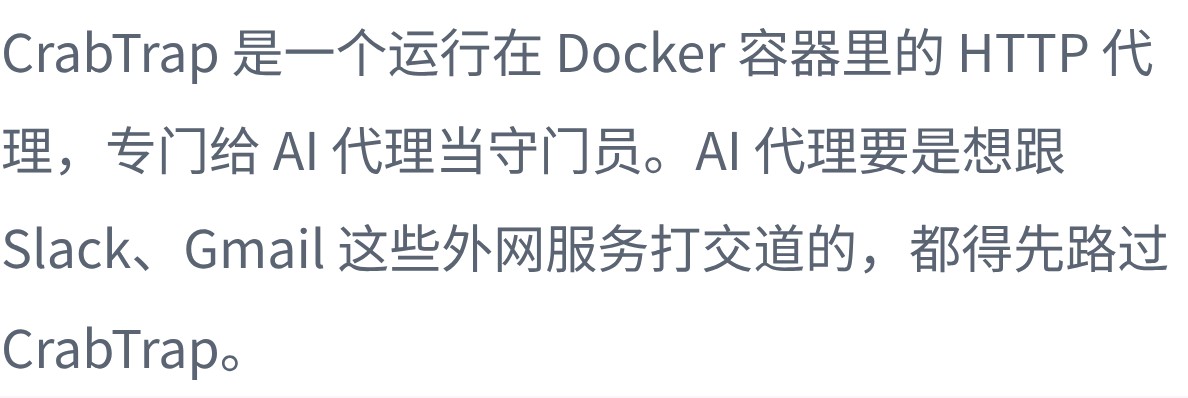 CrabTrap 是一个运行在 Docker 容器里的 HTTP 代
理，专门给 AI 代理当守门员。AI 代理要是想跟
Slack、Gmail 这些外网服务打交道的，都得先路过
CrabTrap。